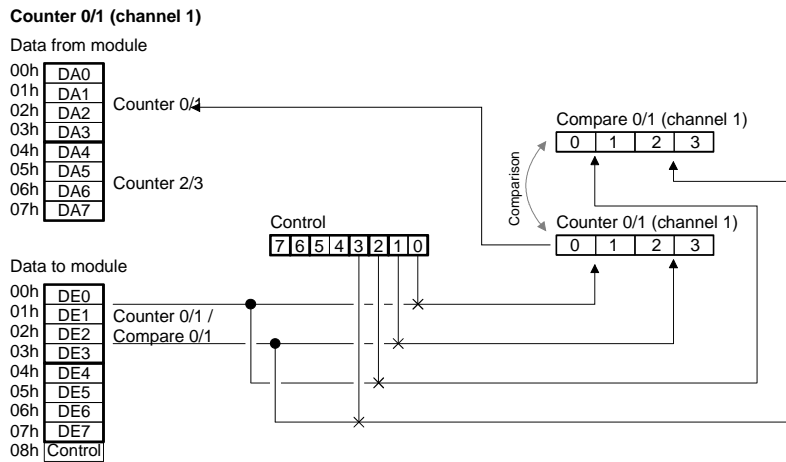 Counter 0/1 (channel 1)
Data from module
00h DA0
01h DA1
02h DA2
03h DA3
04h DA4
05h DA5
06h DA6
07h DA7
Counter 0/1
Counter 2/3
Compare 0/1 (channel 1)
0 1 2 3
Comparison
Counter 0/1 (channel 1)
0 1 2 3
Control
7 6 5 4 3 2 1 0
Data to module
00h DE0
01h DE1
02h DE2
03h DE3
04h DE4
05h DE5
06h DE6
07h DE7
08h Control
Counter 0/1 /
Compare 0/1